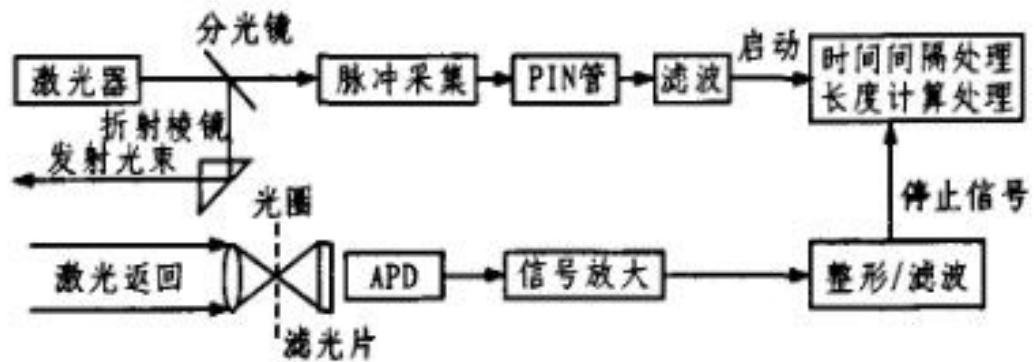 分光镜
激光器
脉冲采集
PIN管
滤波
启动
时间间隔处理
长度计算处理
折射棱镜
发射光束
光圈
停止信号
激光返回
APD
信号放大
整形/滤波
滤光片